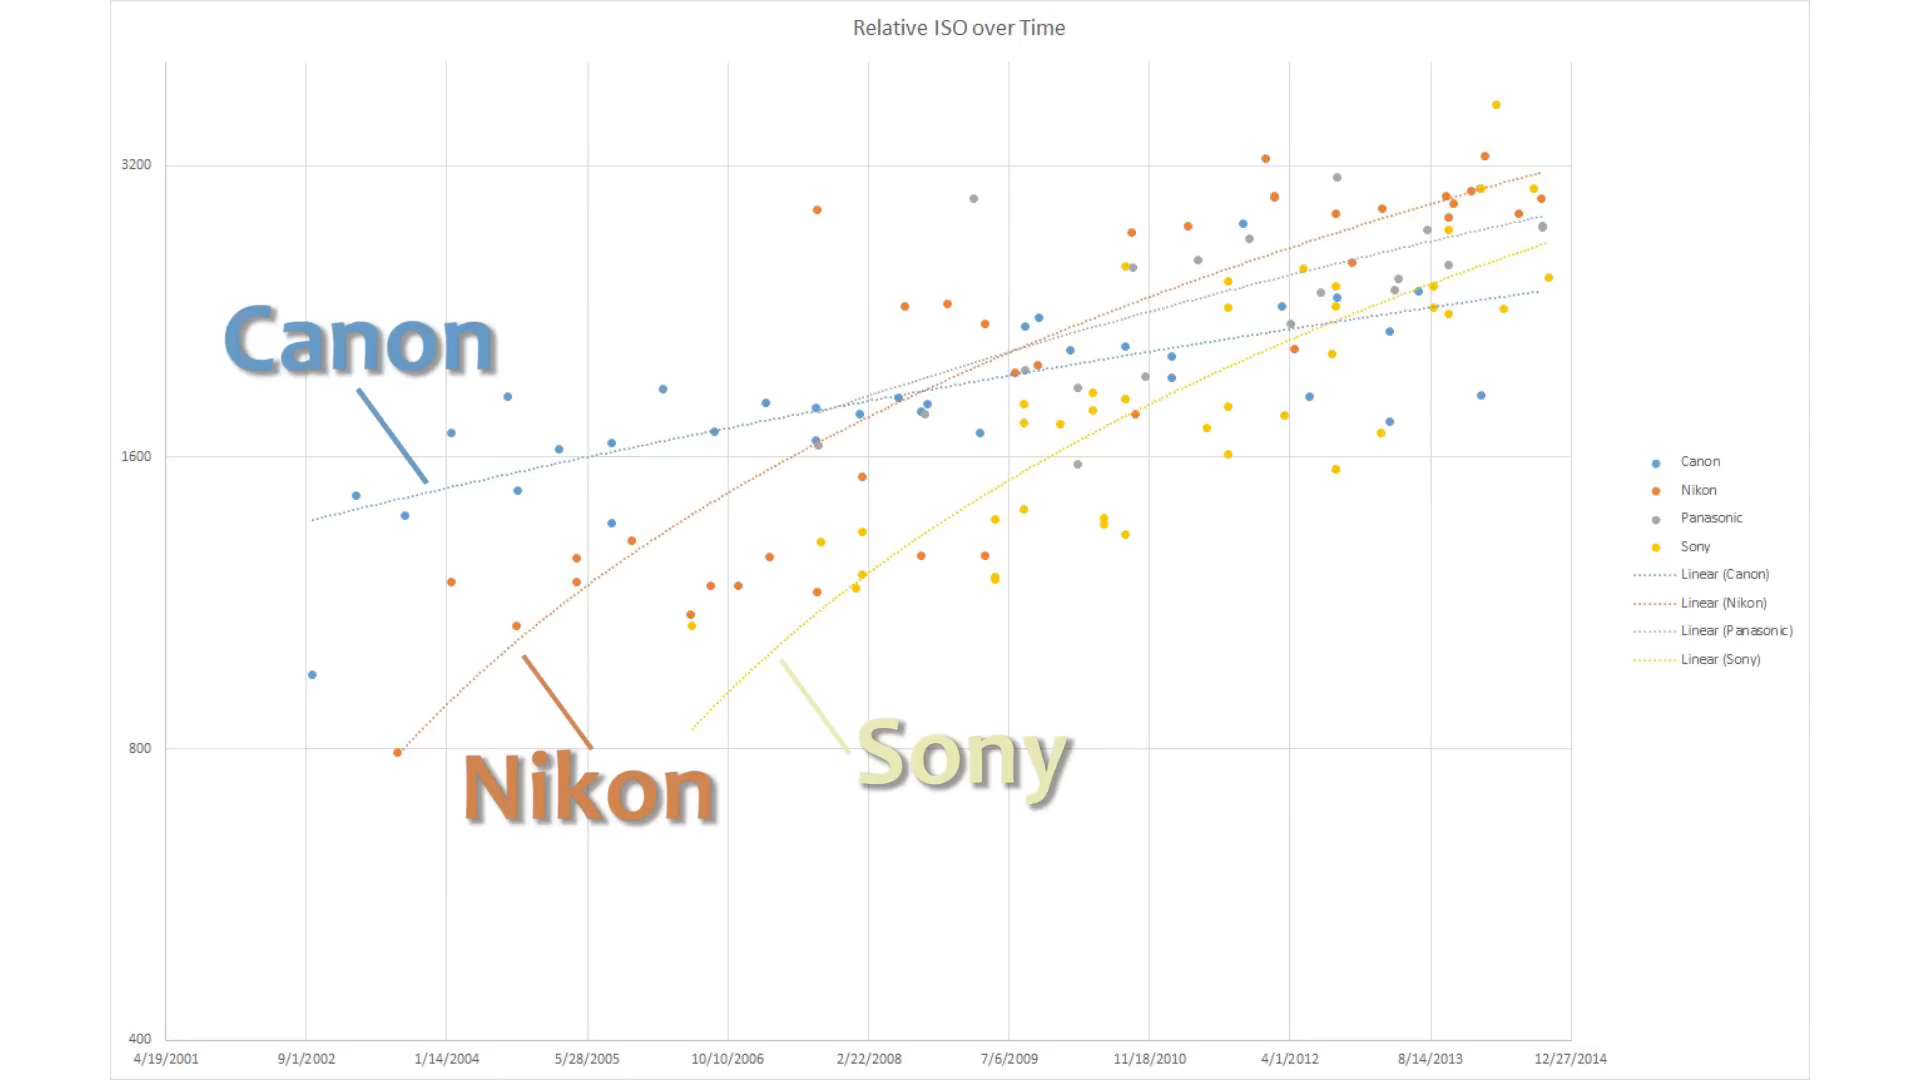 Relative ISO over Time
3200
1600
800
400
Canon
Nikon
Sony
4/19/2001
9/1/2002
1/14/2004
5/28/2005
10/10/2006
2/22/2008
7/6/2009
11/18/2010
4/1/2012
8/14/2013
12/27/2014
Canon
Nikon
Panasonic
Sony
Linear (Canon)
Linear (Nikon)
Linear (Panasonic)
Linear (Sony)